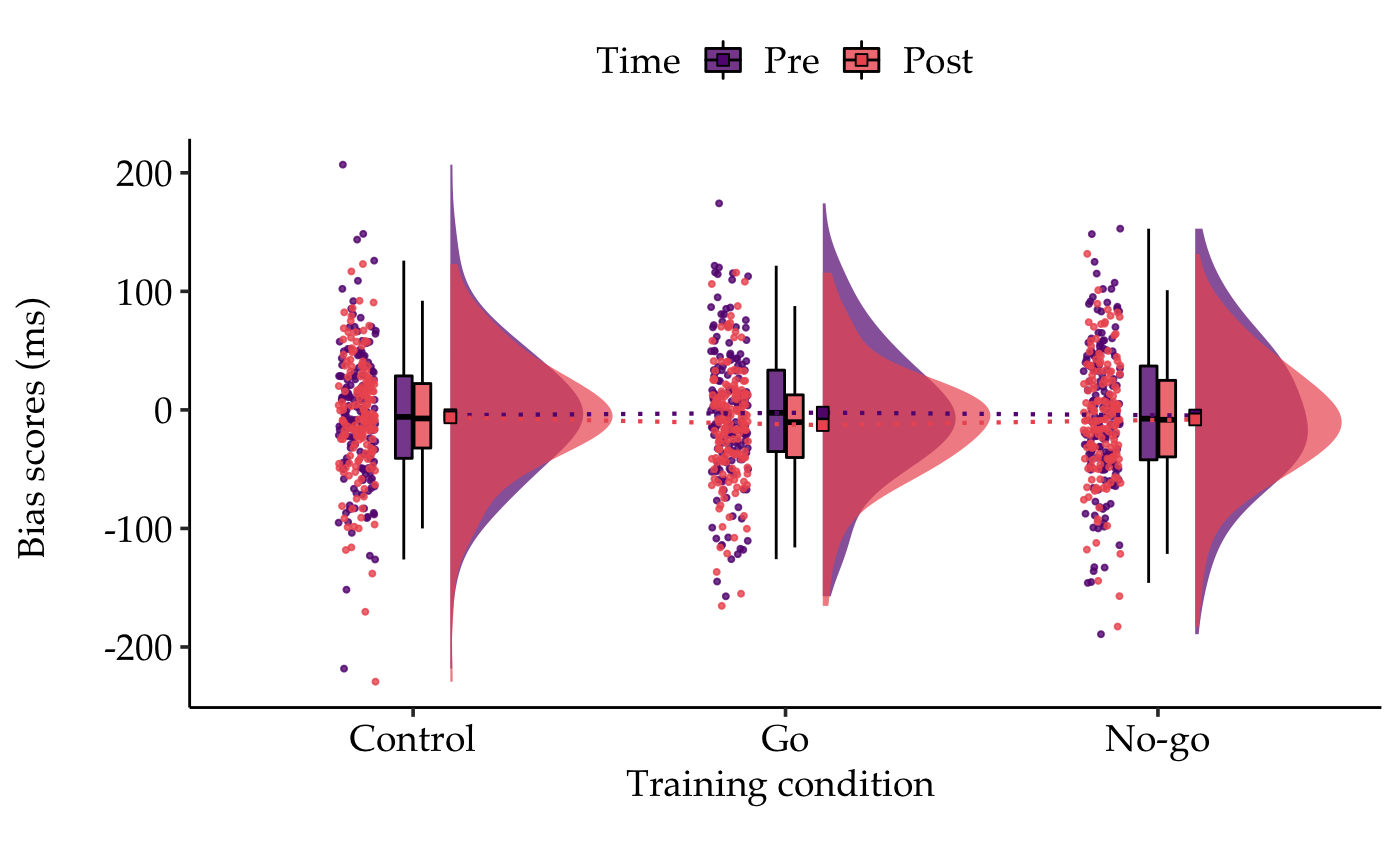 Time Pre Post
Bias scores (ms)
200
100
0
-100
-200
Control Go No-go
Training condition